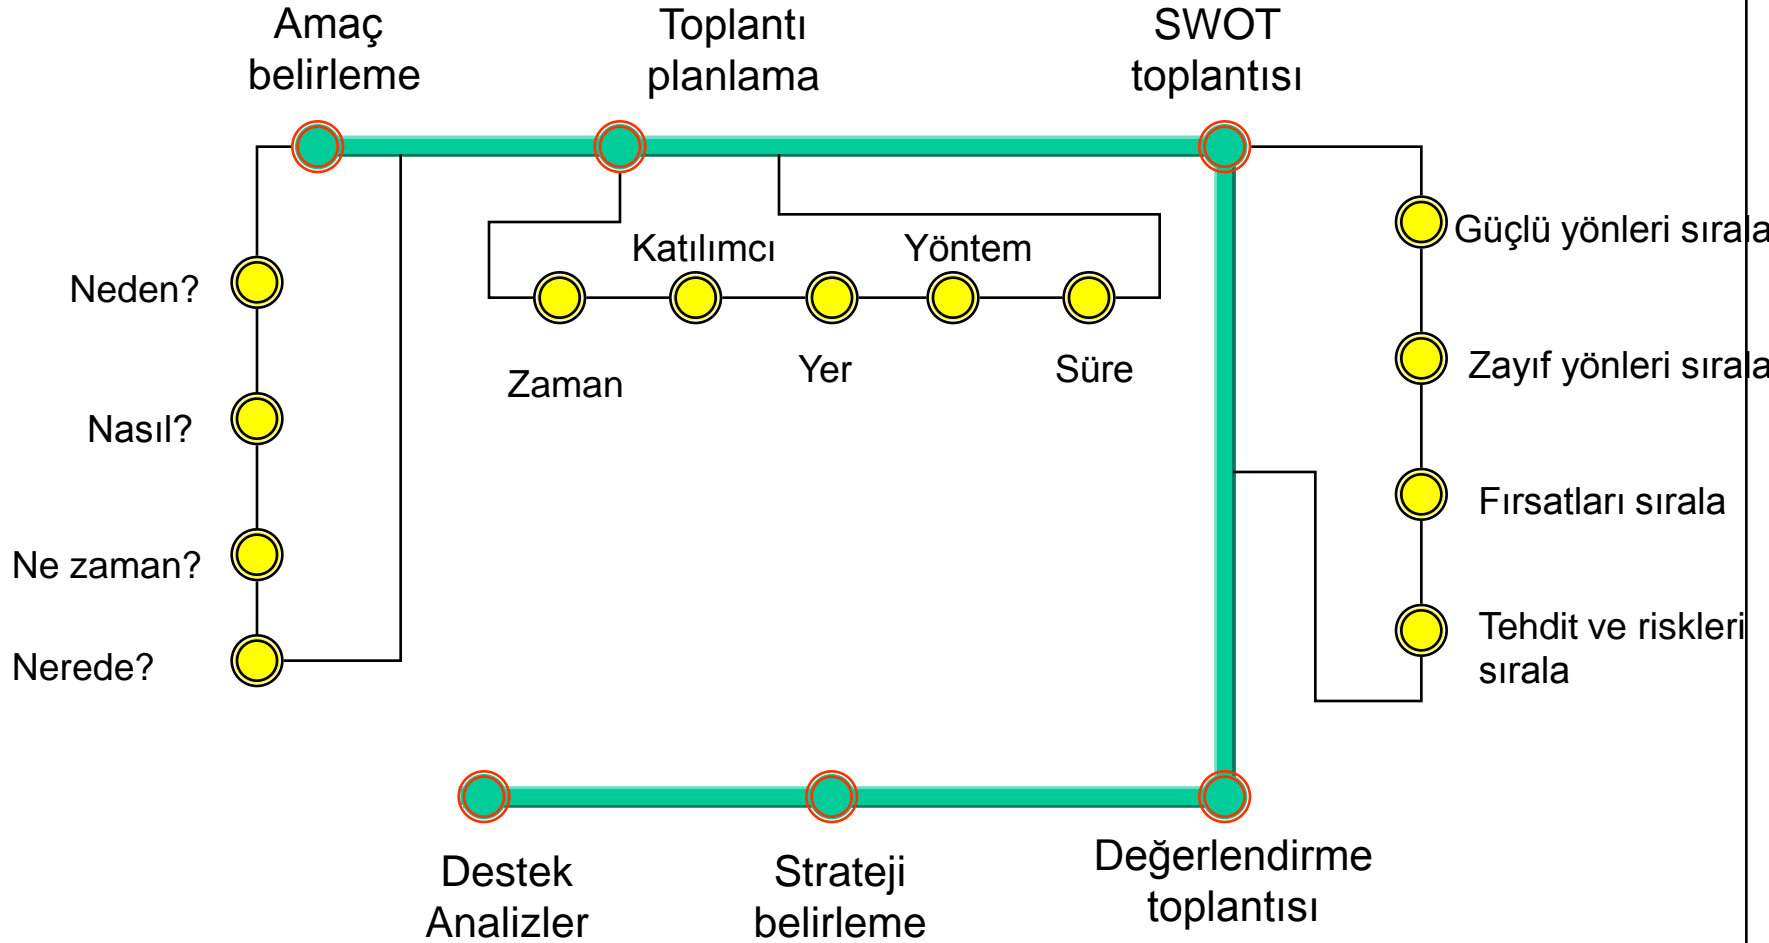 Amaç
belirleme
Toplantı
planlama
SWOT
toplantısı
Neden?
Nasıl?
Ne zaman?
Nerede?
Katılımcı
Yöntem
Zaman
Yer
Süre
Güçlü yönleri sırala
Zayıf yönleri sırala
Fırsatları sırala
Tehdit ve riskleri
sırala
Destek
Analizler
Strateji
belirleme
Değerlendirme
toplantısı